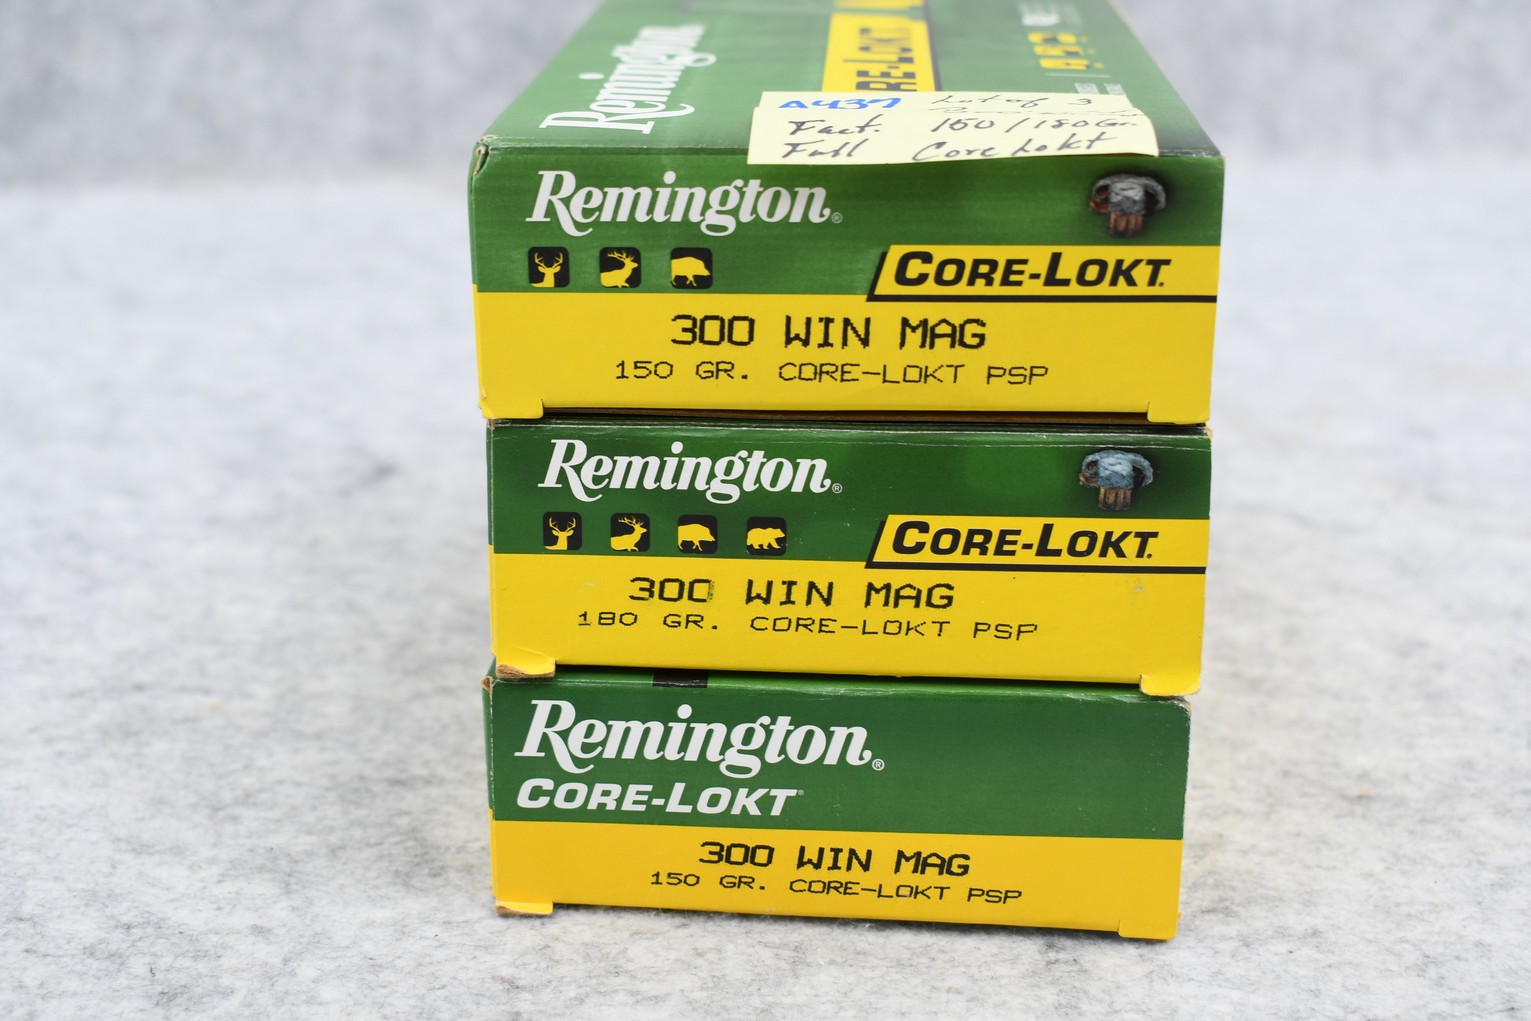 Remington
RE-LOKT
A437 Lot of 3
Fact. 150/180 Gr.
Full Core Lokt
Remington®
CORE-LOKT®
300 WIN MAG
150 GR. CORE-LOKT PSP
Remington®
CORE-LOKT®
300 WIN MAG
180 GR. CORE-LOKT PSP
Remington®
CORE-LOKT®
300 WIN MAG
150 GR. CORE-LOKT PSP